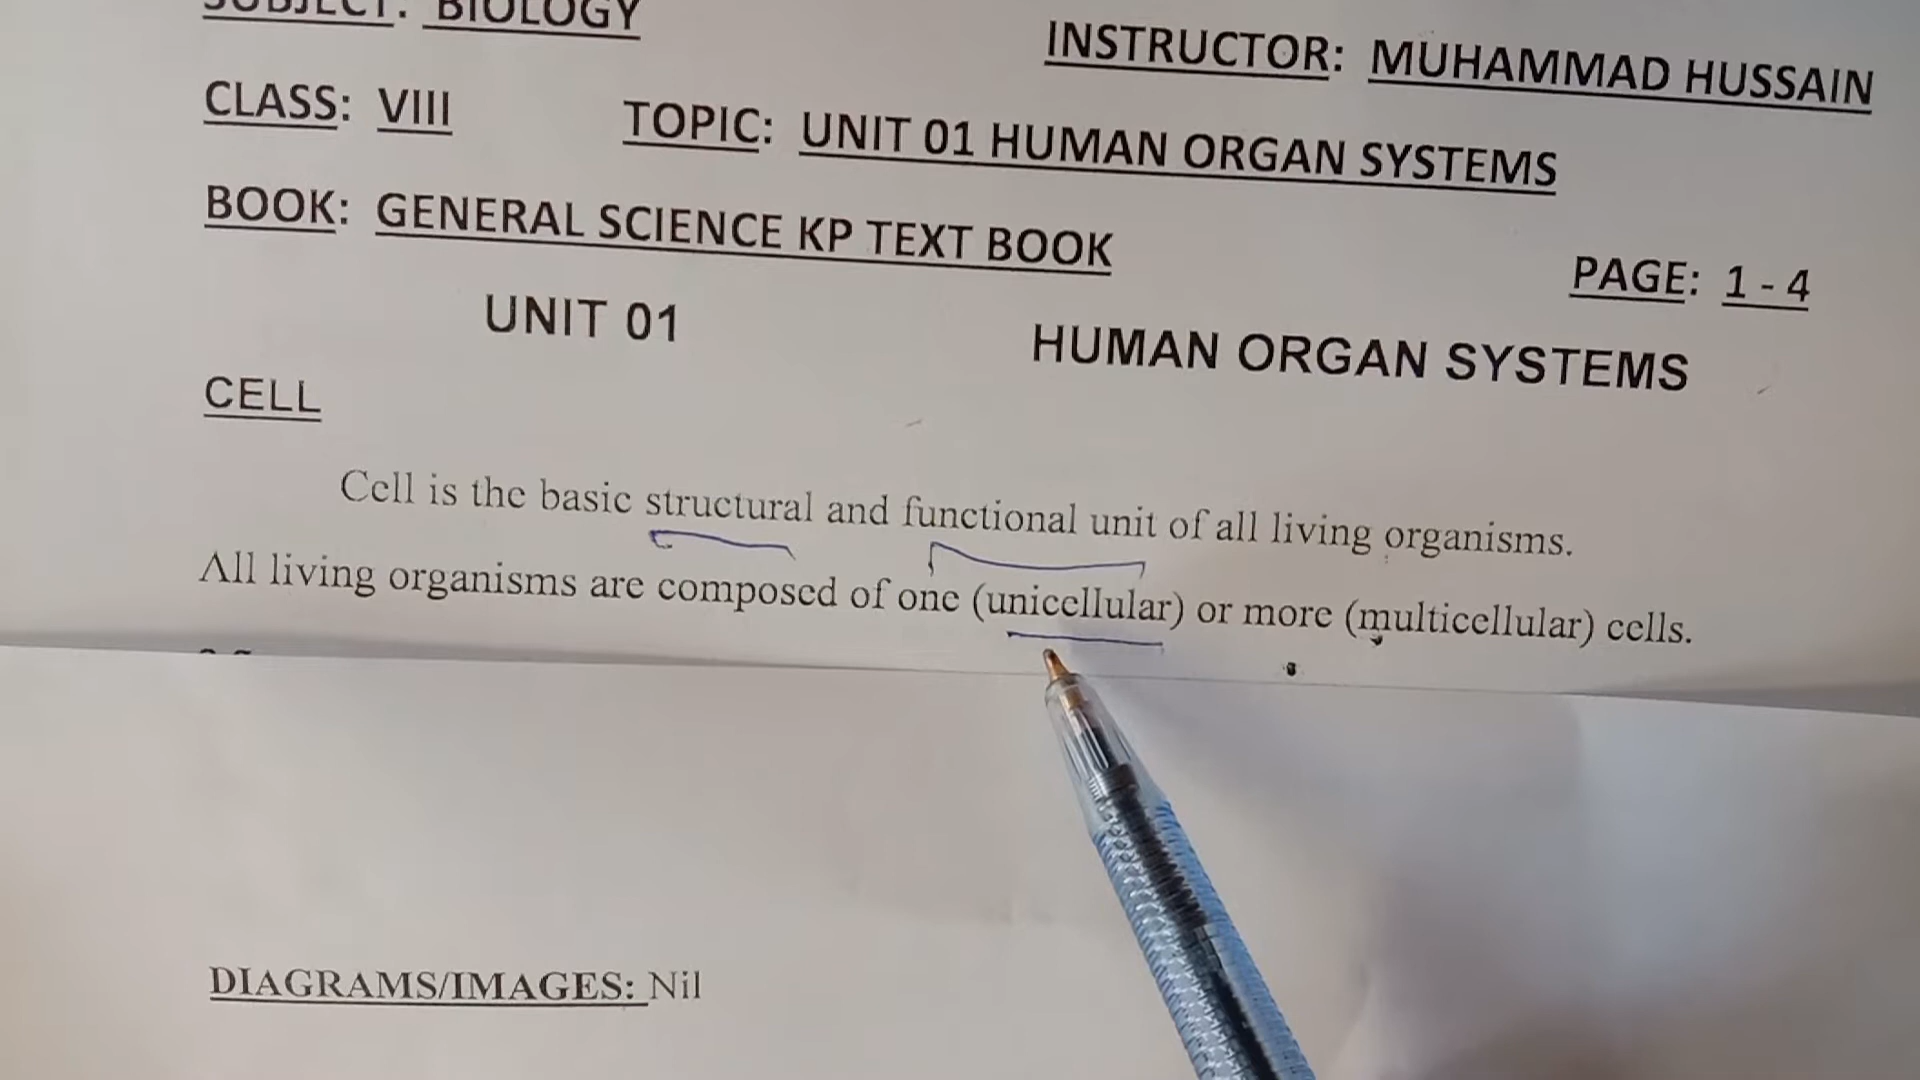 SUBJECT: BIOLOGY
INSTRUCTOR: MUHAMMAD HUSSAIN
CLASS: VIII
TOPIC: UNIT 01 HUMAN ORGAN SYSTEMS
BOOK: GENERAL SCIENCE KP TEXT BOOK
PAGE: 1 - 4
UNIT 01
HUMAN ORGAN SYSTEMS
CELL
Cell is the basic structural and functional unit of all living organisms.
All living organisms are composed of one (unicellular) or more (multicellular) cells.
DIAGRAMS/IMAGES: Nil